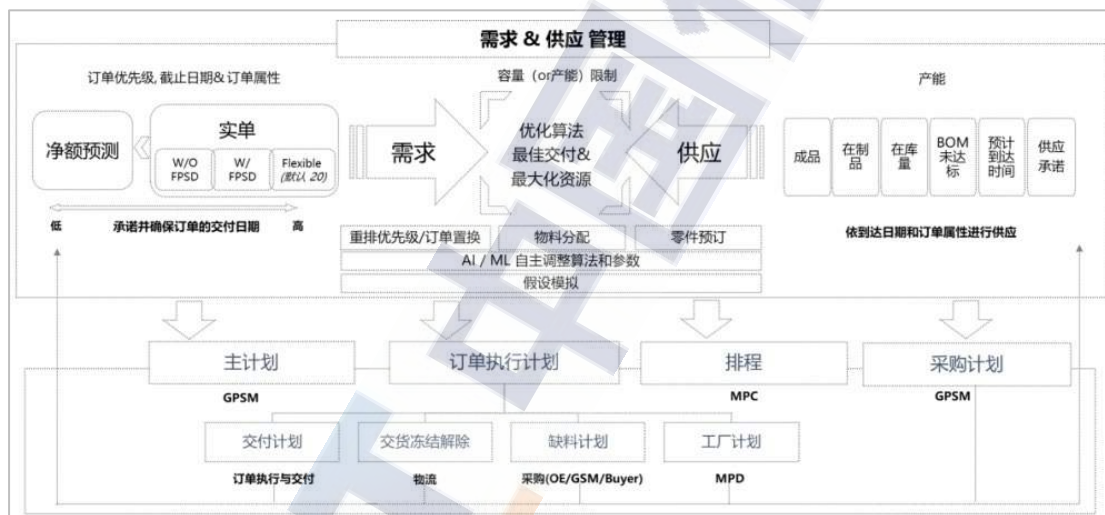 需求 & 供应 管理
订单优先级, 截止日期& 订单属性
容量（or产能）限制
产能
净额预测
实单
W/O
FPSD
W/
FPSD
Flexible
(默认 20)
需求
优化算法
最佳交付&
最大化资源
供应
成品
在制
品
在库
量
BOM
未达
标
预计
到达
时间
供应
承诺
低
承诺并确保订单的交付日期
高
重排优先级/订单置换
物料分配
零件预订
依到达日期和订单属性进行供应
AI / ML 自主调整算法和参数
假设模拟
主计划
订单执行计划
排程
采购计划
GPSM
MPC
GPSM
交付计划
交货冻结解除
缺料计划
工厂计划
订单执行与交付
物流
采购(OE/GSM/Buyer)
MPD